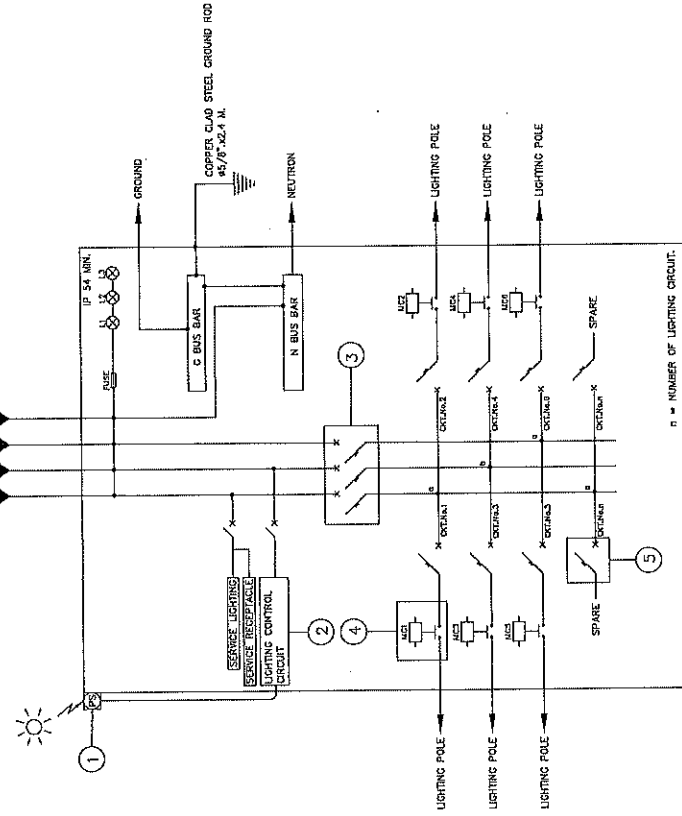 COPPER CLAD STEEL GROUND ROD
ø5/8"x2.4 M.
GROUND
NEUTRON
IP 54 MIN.
L1
L2
L3
FUSE
G BUS BAR
N BUS BAR
3
PS
1
SERVICE LIGHTING
SERVICE RECEPTACLE
LIGHTING CONTROL
CIRCUIT
2
4
MC1
MC2
CKT.No.1
CKT.No.2
LIGHTING POLE
LIGHTING POLE
MC3
MC4
CKT.No.3
CKT.No.4
LIGHTING POLE
LIGHTING POLE
MC5
MC6
CKT.No.5
CKT.No.6
LIGHTING POLE
LIGHTING POLE
CKT.No.n
CKT.No.n
SPARE
SPARE
5
n = NUMBER OF LIGHTING CIRCUIT.